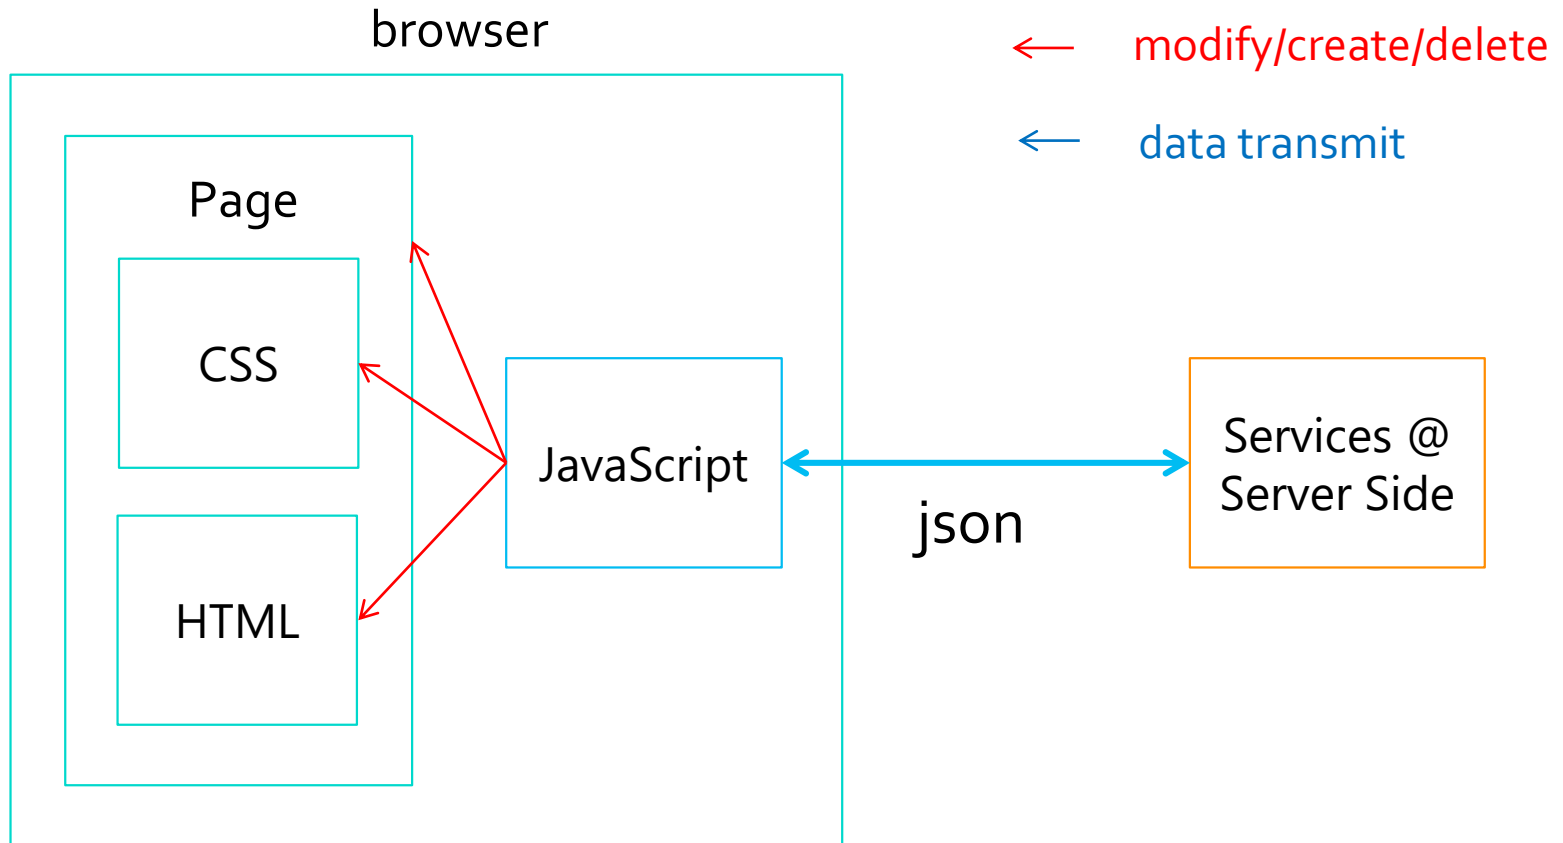 browser
modify/create/delete
data transmit
Page
CSS
JavaScript
HTML
json
Services @
Server Side